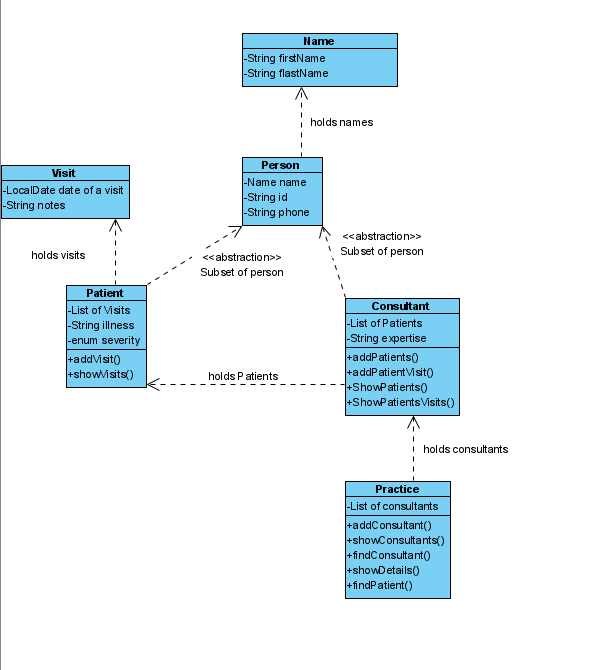 Name
-String firstName
-String flastName
holds names
Person
-Name name
-String id
-String phone
Visit
-LocalDate date of a visit
-String notes
holds visits
<<abstraction>>
Subset of person
<<abstraction>>
Subset of person
Patient
-List of Visits
-String illness
-enum severity
+addVisit()
+showVisits()
Consultant
-List of Patients
-String expertise
+addPatients()
+addPatientVisit()
+ShowPatients()
+ShowPatientsVisits()
holds Patients
holds consultants
Practice
-List of consultants
+addConsultant()
+showConsultants()
+findConsultant()
+showDetails()
+findPatient()